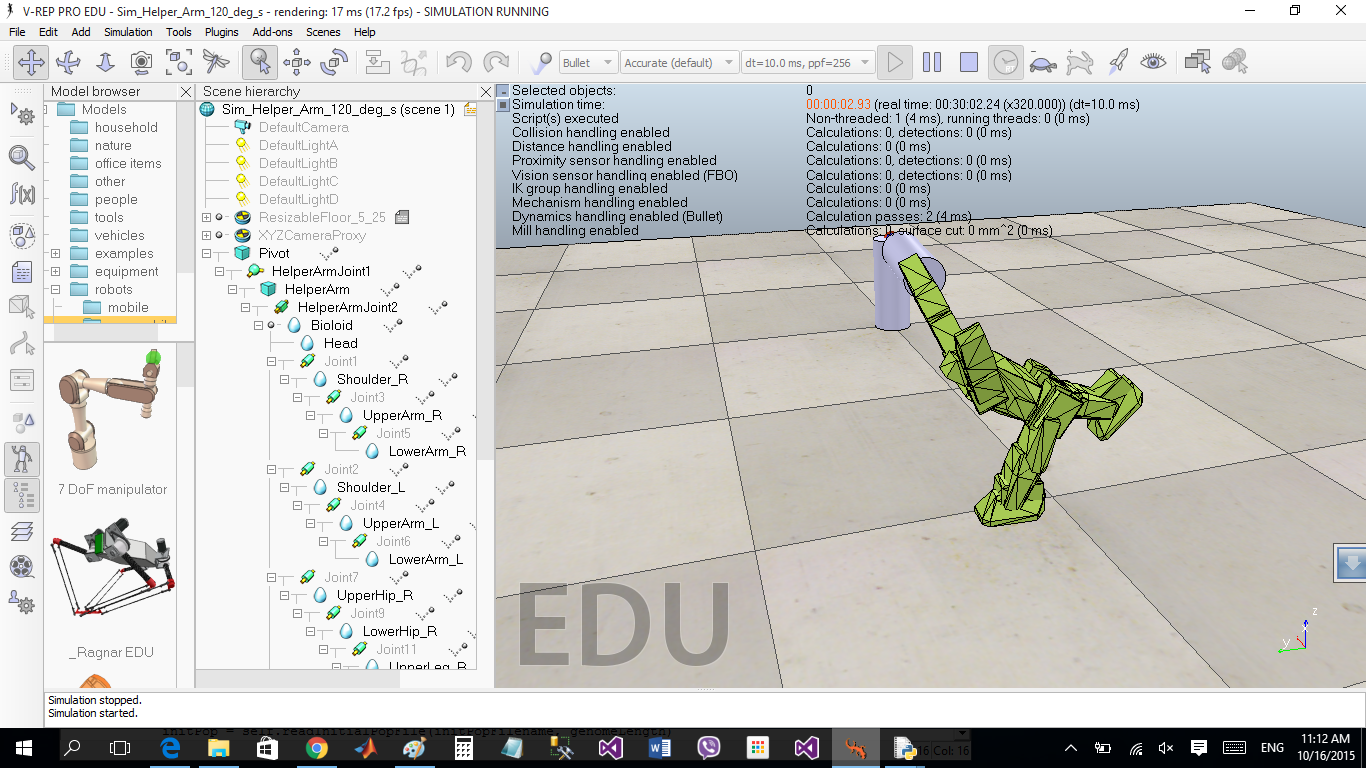 V-REP PRO EDU - Sim_Helper_Arm_120_deg_s - rendering: 17 ms (17.2 fps) - SIMULATION RUNNING
File Edit Add Simulation Tools Plugins Add-ons Scenes Help
Bullet Accurate (default) dt=10.0 ms, ppf=256
Model browser
Models
household
nature
office items
other
people
tools
vehicles
examples
equipment
robots
mobile
7 DoF manipulator
_Ragnar EDU
Scene hierarchy
Sim_Helper_Arm_120_deg_s (scene 1)
DefaultCamera
DefaultLightA
DefaultLightB
DefaultLightC
DefaultLightD
ResizableFloor_5_25
XYZCameraProxy
Pivot
HelperArmJoint1
HelperArm
HelperArmJoint2
Bioloid
Head
Joint1
Shoulder_R
Joint3
UpperArm_R
Joint5
LowerArm_R
Joint2
Shoulder_L
Joint4
UpperArm_L
Joint6
LowerArm_L
Joint7
UpperHip_R
Joint9
LowerHip_R
Joint11
UpperLeg_R
Selected objects: 0
Simulation time: 00:00:02.93 (real time: 00:30:02.24 (x320.000)) (dt=10.0 ms)
Script(s) executed Non-threaded: 1 (4 ms), running threads: 0 (0 ms)
Collision handling enabled Calculations: 0, detections: 0 (0 ms)
Distance handling enabled Calculations: 0 (0 ms)
Proximity sensor handling enabled Calculations: 0, detections: 0 (0 ms)
Vision sensor handling enabled (FBO) Calculations: 0, detections: 0 (0 ms)
IK group handling enabled Calculations: 0 (0 ms)
Mechanism handling enabled Calculations: 0 (0 ms)
Dynamics handling enabled (Bullet) Calculation passes: 2 (4 ms)
Mill handling enabled Calculations: 0, surface cut: 0 mm^2 (0 ms)
EDU
z
y
Simulation stopped.
Simulation started.
initPop = self.readInitialPopFile(initPopFilename, genomeLength)
16 Col: 16
ENG
11:12 AM
10/16/2015